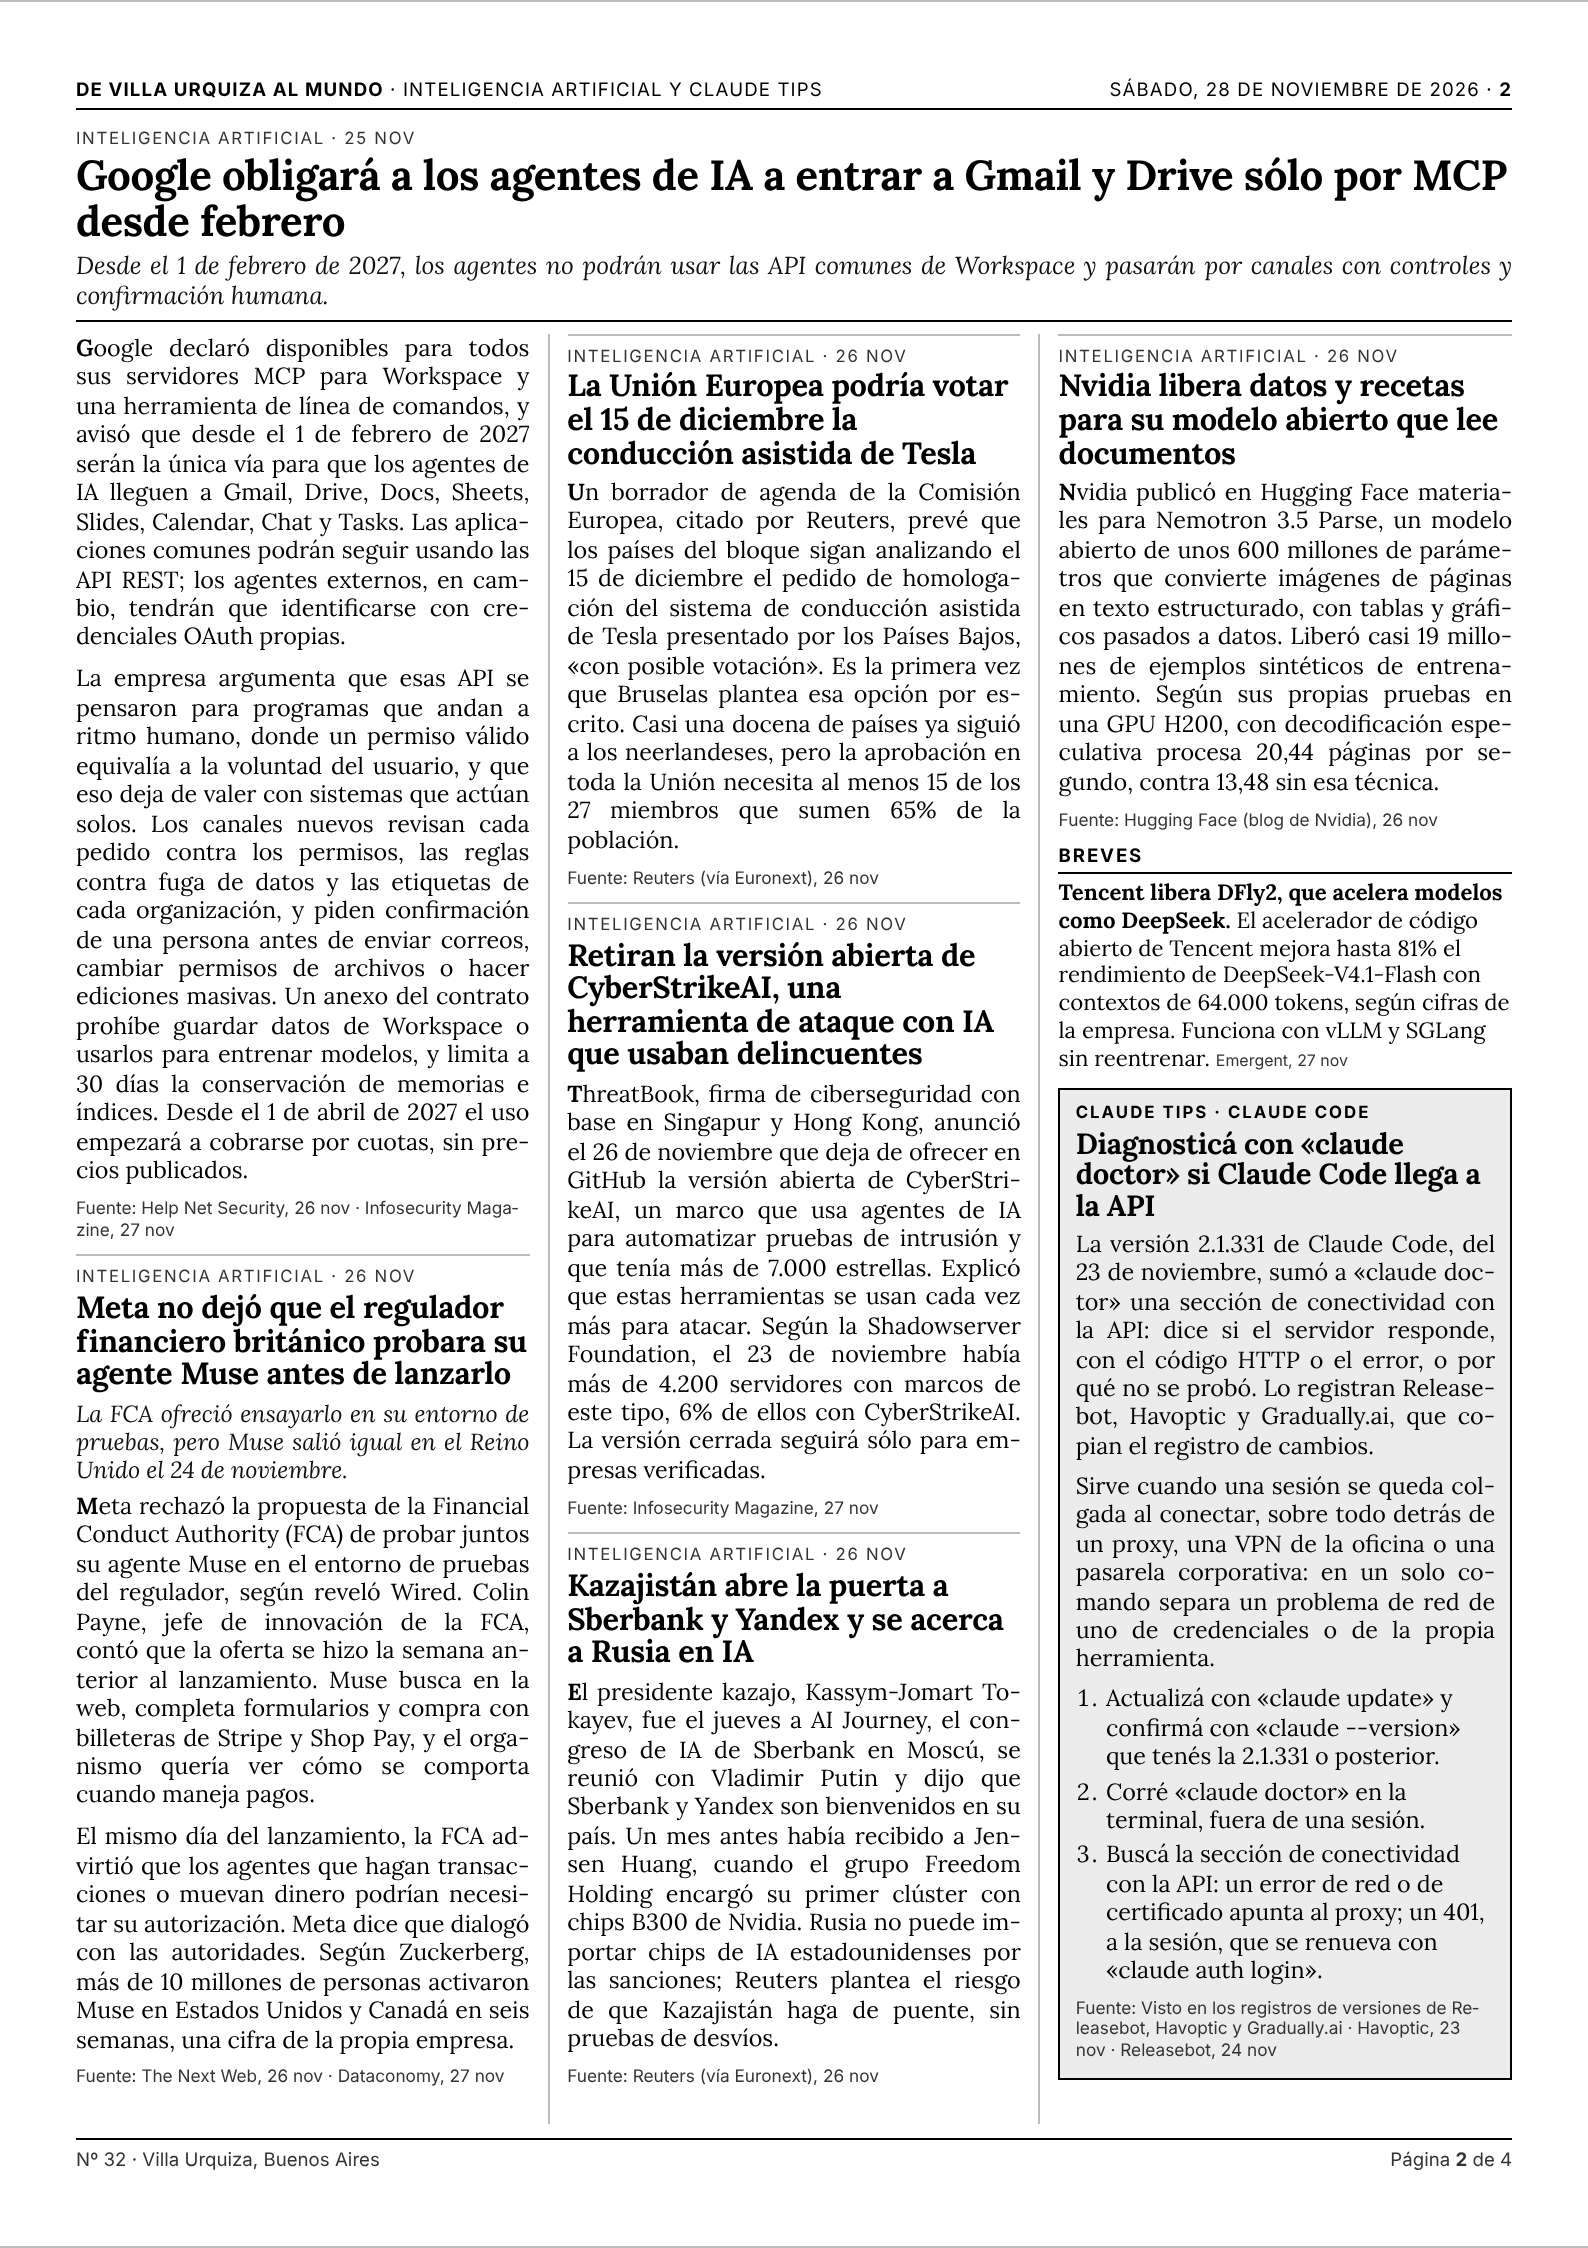 DE VILLA URQUIZA AL MUNDO · INTELIGENCIA ARTIFICIAL Y CLAUDE TIPS
SÁBADO, 28 DE NOVIEMBRE DE 2026 · 2
INTELIGENCIA ARTIFICIAL · 25 NOV
Google obligará a los agentes de IA a entrar a Gmail y Drive sólo por MCP
desde febrero
Desde el 1 de febrero de 2027, los agentes no podrán usar las API comunes de Workspace y pasarán por canales con controles y
confirmación humana.
Google declaró disponibles para todos
sus servidores MCP para Workspace y
una herramienta de línea de comandos, y
avisó que desde el 1 de febrero de 2027
serán la única vía para que los agentes de
IA lleguen a Gmail, Drive, Docs, Sheets,
Slides, Calendar, Chat y Tasks. Las aplica-
ciones comunes podrán seguir usando las
API REST; los agentes externos, en cam-
bio, tendrán que identificarse con cre-
denciales OAuth propias.
La empresa argumenta que esas API se
pensaron para programas que andan a
ritmo humano, donde un permiso válido
equivalía a la voluntad del usuario, y que
eso deja de valer con sistemas que actúan
solos. Los canales nuevos revisan cada
pedido contra los permisos, las reglas
contra fuga de datos y las etiquetas de
cada organización, y piden confirmación
de una persona antes de enviar correos,
cambiar permisos de archivos o hacer
ediciones masivas. Un anexo del contrato
prohíbe guardar datos de Workspace o
usarlos para entrenar modelos, y limita a
30 días la conservación de memorias e
índices. Desde el 1 de abril de 2027 el uso
empezará a cobrarse por cuotas, sin pre-
cios publicados.
Fuente: Help Net Security, 26 nov · Infosecurity Maga-
zine, 27 nov
INTELIGENCIA ARTIFICIAL · 26 NOV
Meta no dejó que el regulador
financiero británico probara su
agente Muse antes de lanzarlo
La FCA ofreció ensayarlo en su entorno de
pruebas, pero Muse salió igual en el Reino
Unido el 24 de noviembre.
Meta rechazó la propuesta de la Financial
Conduct Authority (FCA) de probar juntos
su agente Muse en el entorno de pruebas
del regulador, según reveló Wired. Colin
Payne, jefe de innovación de la FCA,
contó que la oferta se hizo la semana an-
terior al lanzamiento. Muse busca en la
web, completa formularios y compra con
billeteras de Stripe y Shop Pay, y el orga-
nismo quería ver cómo se comporta
cuando maneja pagos.
El mismo día del lanzamiento, la FCA ad-
virtió que los agentes que hagan transac-
ciones o muevan dinero podrían necesi-
tar su autorización. Meta dice que dialogó
con las autoridades. Según Zuckerberg,
más de 10 millones de personas activaron
Muse en Estados Unidos y Canadá en seis
semanas, una cifra de la propia empresa.
Fuente: The Next Web, 26 nov · Dataconomy, 27 nov
INTELIGENCIA ARTIFICIAL · 26 NOV
La Unión Europea podría votar
el 15 de diciembre la
conducción asistida de Tesla
Un borrador de agenda de la Comisión
Europea, citado por Reuters, prevé que
los países del bloque sigan analizando el
15 de diciembre el pedido de homologa-
ción del sistema de conducción asistida
de Tesla presentado por los Países Bajos,
«con posible votación». Es la primera vez
que Bruselas plantea esa opción por es-
crito. Casi una docena de países ya siguió
a los neerlandeses, pero la aprobación en
toda la Unión necesita al menos 15 de los
27 miembros que sumen 65% de la
población.
Fuente: Reuters (vía Euronext), 26 nov
INTELIGENCIA ARTIFICIAL · 26 NOV
Retiran la versión abierta de
CyberStrikeAI, una
herramienta de ataque con IA
que usaban delincuentes
ThreatBook, firma de ciberseguridad con
base en Singapur y Hong Kong, anunció
el 26 de noviembre que deja de ofrecer en
GitHub la versión abierta de CyberStri-
keAI, un marco que usa agentes de IA
para automatizar pruebas de intrusión y
que tenía más de 7.000 estrellas. Explicó
que estas herramientas se usan cada vez
más para atacar. Según la Shadowserver
Foundation, el 23 de noviembre había
más de 4.200 servidores con marcos de
este tipo, 6% de ellos con CyberStrikeAI.
La versión cerrada seguirá sólo para em-
presas verificadas.
Fuente: Infosecurity Magazine, 27 nov
INTELIGENCIA ARTIFICIAL · 26 NOV
Kazajistán abre la puerta a
Sberbank y Yandex y se acerca
a Rusia en IA
El presidente kazajo, Kassym-Jomart To-
kayev, fue el jueves a AI Journey, el con-
greso de IA de Sberbank en Moscú, se
reunió con Vladimir Putin y dijo que
Sberbank y Yandex son bienvenidos en su
país. Un mes antes había recibido a Jen-
sen Huang, cuando el grupo Freedom
Holding encargó su primer clúster con
chips B300 de Nvidia. Rusia no puede im-
portar chips de IA estadounidenses por
las sanciones; Reuters plantea el riesgo
de que Kazajistán haga de puente, sin
pruebas de desvíos.
Fuente: Reuters (vía Euronext), 26 nov
INTELIGENCIA ARTIFICIAL · 26 NOV
Nvidia libera datos y recetas
para su modelo abierto que lee
documentos
Nvidia publicó en Hugging Face materia-
les para Nemotron 3.5 Parse, un modelo
abierto de unos 600 millones de paráme-
tros que convierte imágenes de páginas
en texto estructurado, con tablas y gráfi-
cos pasados a datos. Liberó casi 19 millo-
nes de ejemplos sintéticos de entrena-
miento. Según sus propias pruebas en
una GPU H200, con decodificación espe-
culativa procesa 20,44 páginas por se-
gundo, contra 13,48 sin esa técnica.
Fuente: Hugging Face (blog de Nvidia), 26 nov
BREVES
Tencent libera DFly2, que acelera modelos
como DeepSeek. El acelerador de código
abierto de Tencent mejora hasta 81% el
rendimiento de DeepSeek-V4.1-Flash con
contextos de 64.000 tokens, según cifras de
la empresa. Funciona con vLLM y SGLang
sin reentrenar. Emergent, 27 nov
CLAUDE TIPS · CLAUDE CODE
Diagnosticá con «claude
doctor» si Claude Code llega a
la API
La versión 2.1.331 de Claude Code, del
23 de noviembre, sumó a «claude doc-
tor» una sección de conectividad con
la API: dice si el servidor responde,
con el código HTTP o el error, o por
qué no se probó. Lo registran Release-
bot, Havoptic y Gradually.ai, que co-
pian el registro de cambios.
Sirve cuando una sesión se queda col-
gada al conectar, sobre todo detrás de
un proxy, una VPN de la oficina o una
pasarela corporativa: en un solo co-
mando separa un problema de red de
uno de credenciales o de la propia
herramienta.
1. Actualizá con «claude update» y
confirmá con «claude --version»
que tenés la 2.1.331 o posterior.
2. Corré «claude doctor» en la
terminal, fuera de una sesión.
3. Buscá la sección de conectividad
con la API: un error de red o de
certificado apunta al proxy; un 401,
a la sesión, que se renueva con
«claude auth login».
Fuente: Visto en los registros de versiones de Re-
leasebot, Havoptic y Gradually.ai · Havoptic, 23
nov · Releasebot, 24 nov
Nº 32 · Villa Urquiza, Buenos Aires
Página 2 de 4